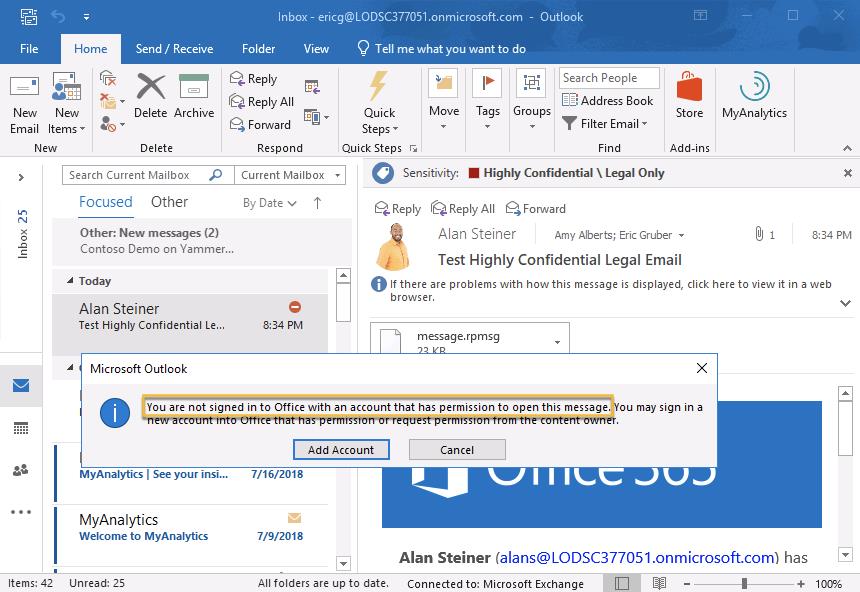 Inbox - ericg@LODSC377051.onmicrosoft.com - Outlook
File Home Send / Receive Folder View Tell me what you want to do
New Email
New Items
New
Delete
Archive
Delete
Reply
Reply All
Forward
Respond
Quick Steps
Quick Steps
Move
Tags
Groups
Search People
Address Book
Filter Email
Find
Store
Add-ins
MyAnalytics
Inbox 25
Search Current Mailbox Current Mailbox
Focused Other By Date
Other: New messages (2)
Contoso Demo on Yammer...
Today
Alan Steiner
Test Highly Confidential Le... 8:34 PM
Sensitivity: Highly Confidential \ Legal Only
Reply Reply All Forward
Alan Steiner Amy Alberts; Eric Gruber 1 8:34 PM
Test Highly Confidential Legal Email
If there are problems with how this message is displayed, click here to view it in a web
browser.
message.rpmsg
23 KB
Microsoft Outlook
You are not signed in to Office with an account that has permission to open this message. You may sign in a
new account into Office that has permission or request permission from the content owner.
Add Account Cancel
MyAnalytics | See your insi... 7/16/2018
MyAnalytics
Welcome to MyAnalytics 7/9/2018
Office 365
Alan Steiner (alans@LODSC377051.onmicrosoft.com) has
Items: 42 Unread: 25 All folders are up to date. Connected to: Microsoft Exchange 100%